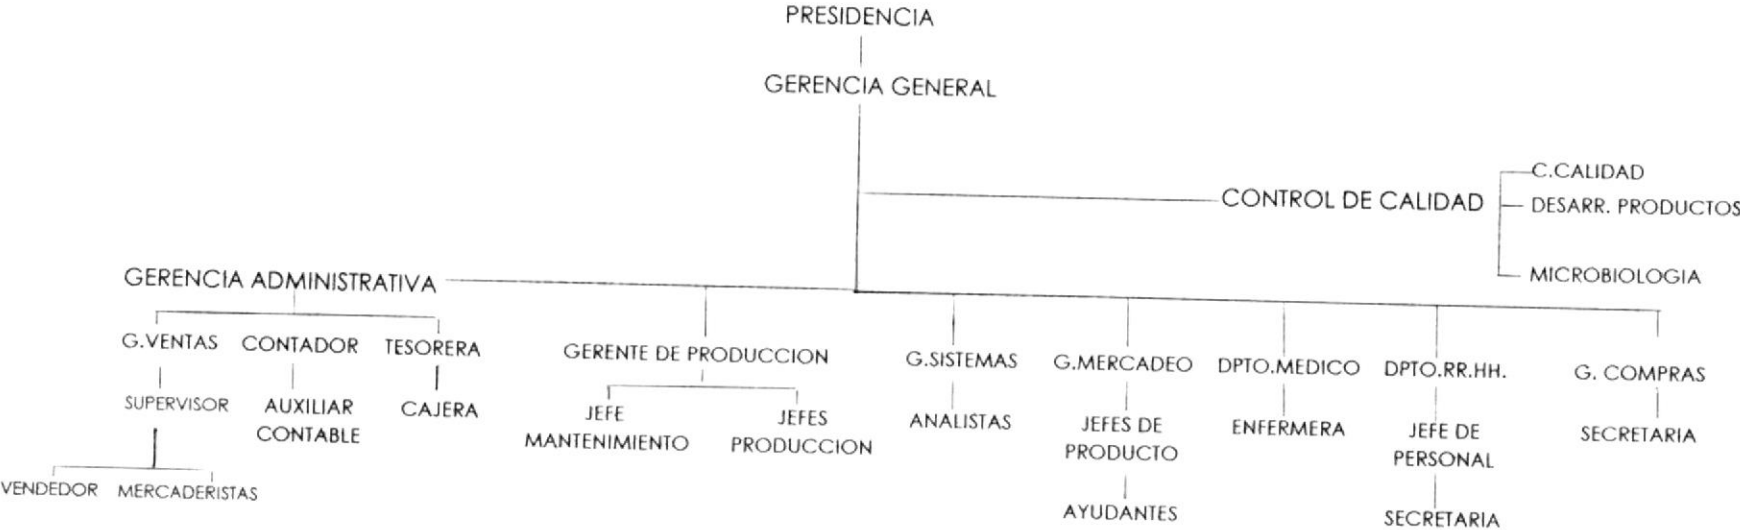 PRESIDENCIA
GERENCIA GENERAL
CONTROL DE CALIDAD
C.CALIDAD
DESARR. PRODUCTOS
MICROBIOLOGIA
GERENCIA ADMINISTRATIVA
G.VENTAS
CONTADOR
TESORERA
GERENTE DE PRODUCCION
G.SISTEMAS
G.MERCADEO
DPTO.MEDICO
DPTO.RR.HH.
G. COMPRAS
SUPERVISOR
AUXILIAR
CONTABLE
CAJERA
JEFE
MANTENIMIENTO
JEFES
PRODUCCION
ANALISTAS
JEFES DE
PRODUCTO
ENFERMERA
JEFE DE
PERSONAL
SECRETARIA
VENDEDOR
MERCADERISTAS
AYUDANTES
SECRETARIA